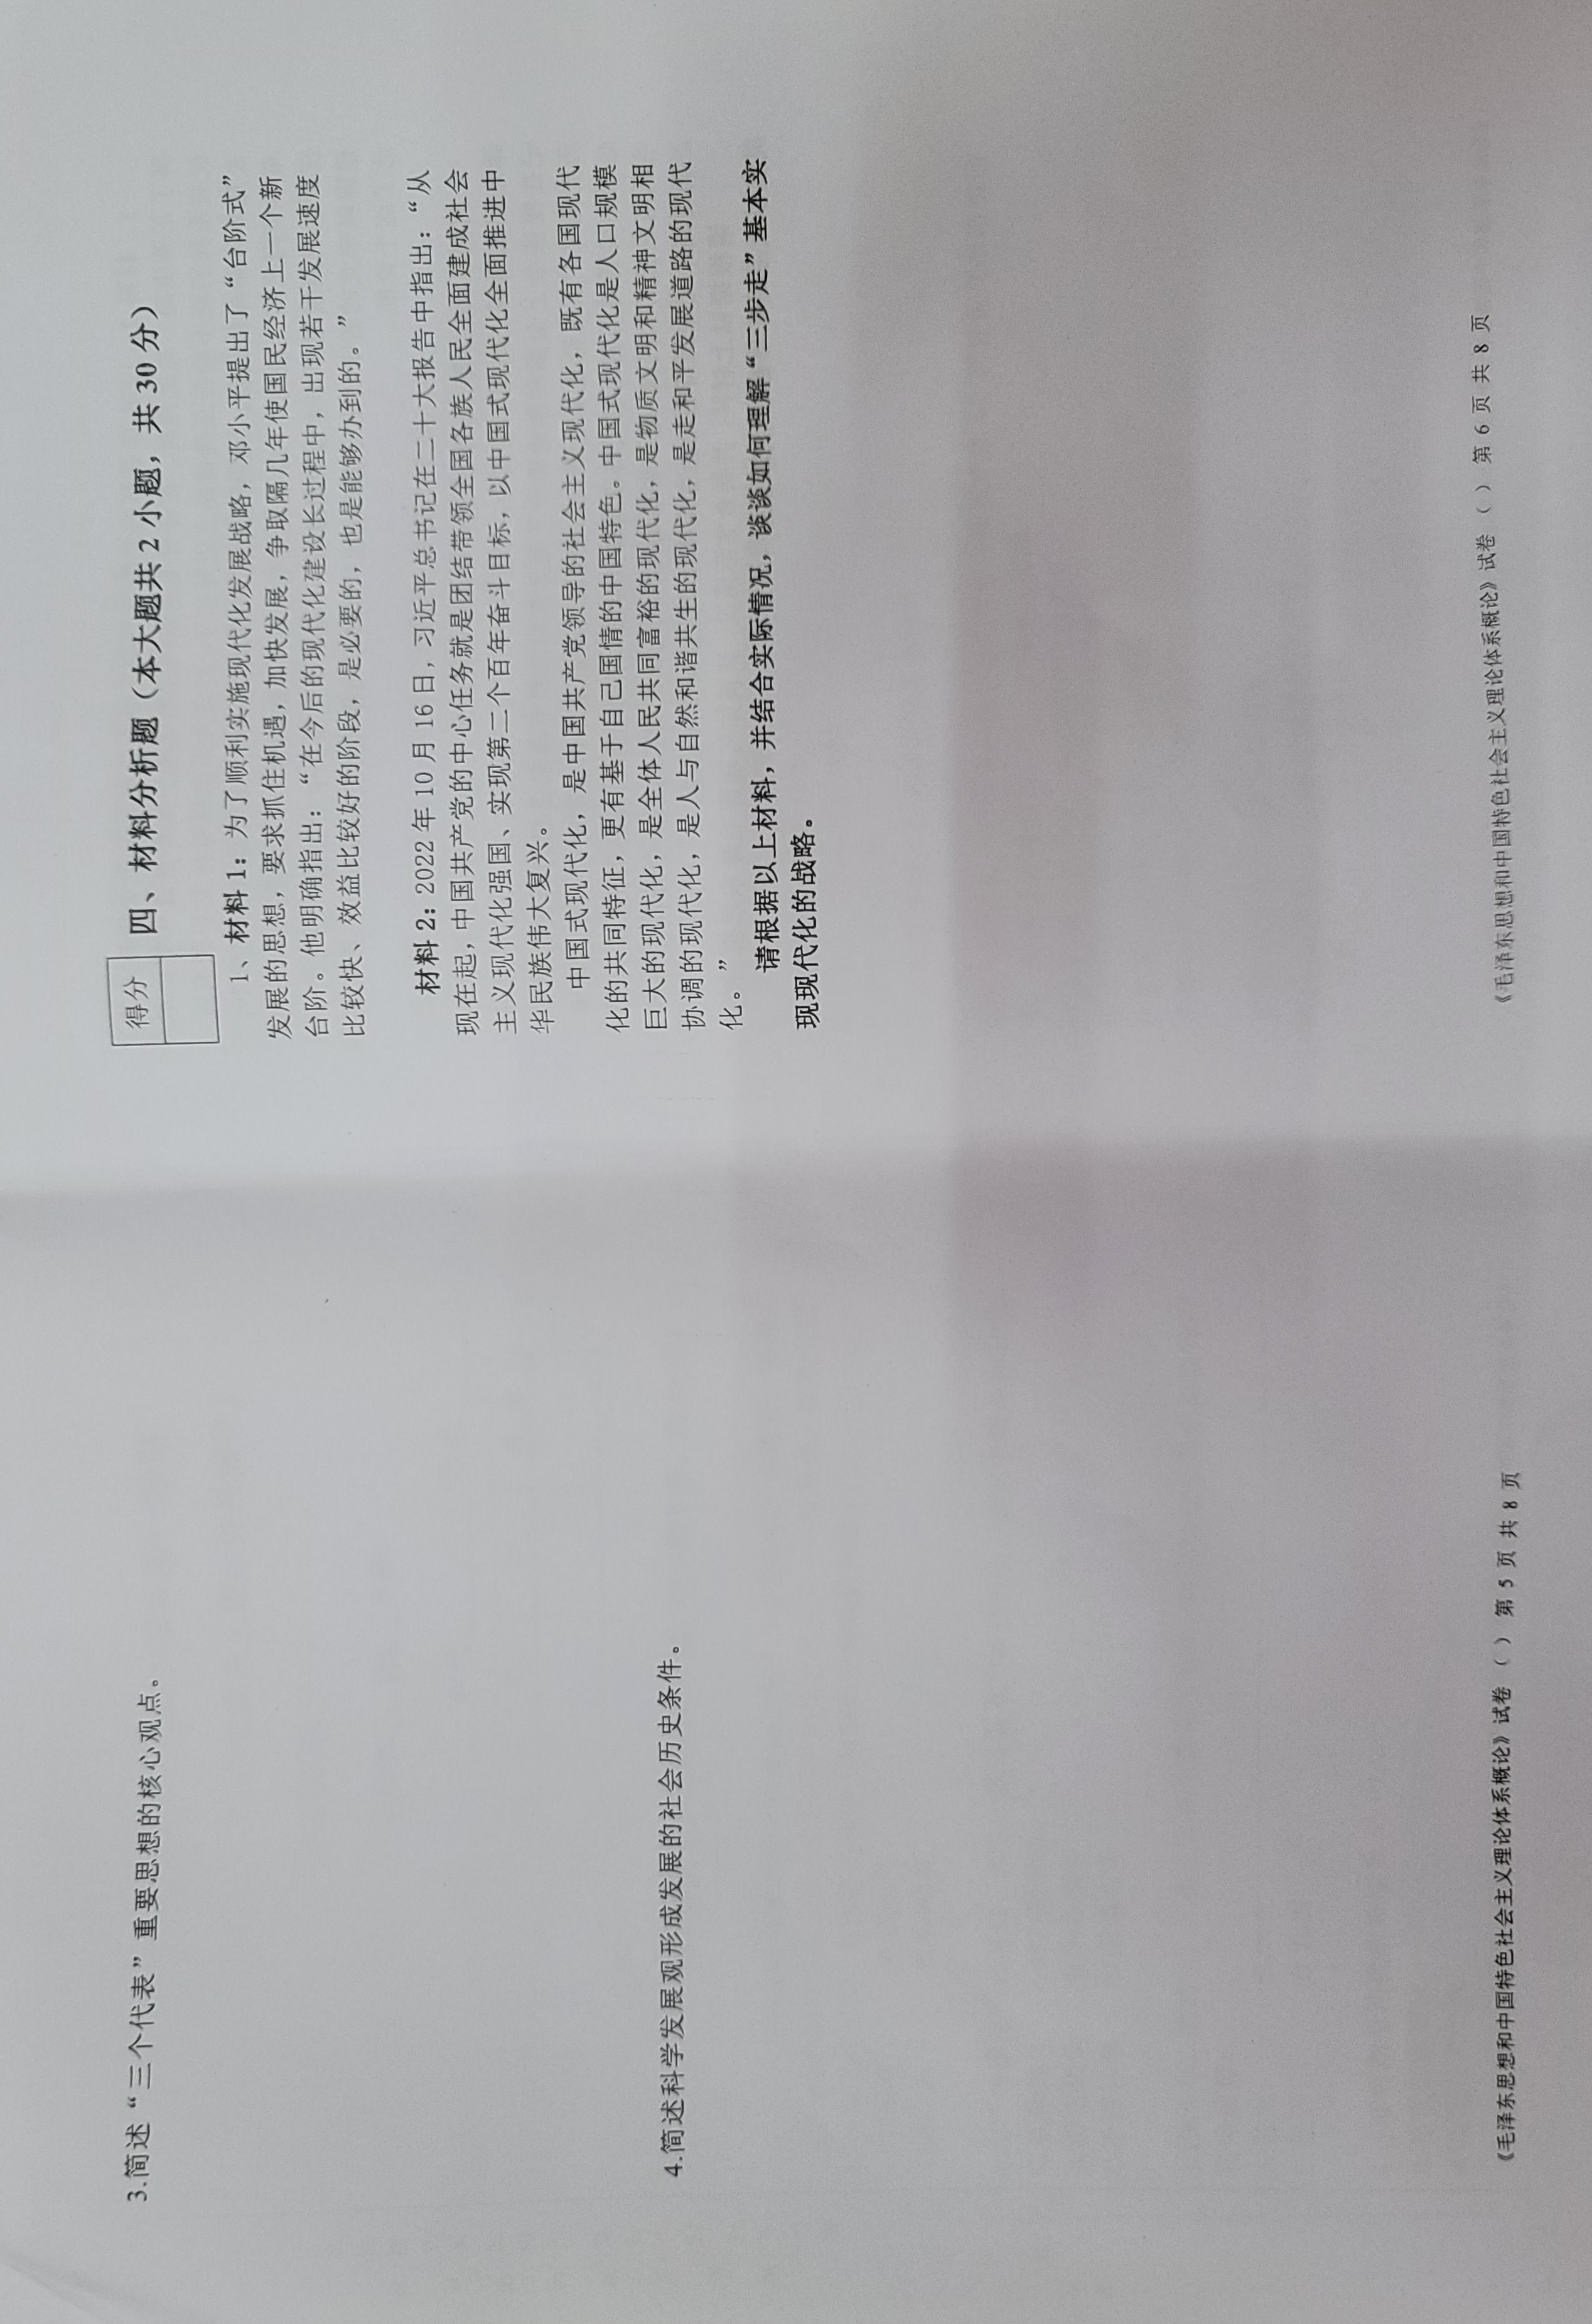 3.简述“三个代表”重要思想的核心观点。
4.简述科学发展观形成发展的社会历史条件。
《毛泽东思想和中国特色社会主义理论体系概论》试卷（ ）第 5 页 共 8 页
得分
四、材料分析题（本大题共 2 小题，共 30 分）
1、材料 1：为了顺利实施现代化发展战略，邓小平提出了“台阶式”
发展的思想，要求抓住机遇，加快发展，争取隔几年使国民经济上一个新
台阶。他明确指出：“在今后的现代化建设长过程中，出现若干发展速度
比较快、效益比较好的阶段，是必要的，也是能够办到的。”
材料 2：2022 年 10 月 16 日，习近平总书记在二十大报告中指出：“从
现在起，中国共产党的中心任务就是团结带领全国各族人民全面建成社会
主义现代化强国、实现第二个百年奋斗目标，以中国式现代化全面推进中
华民族伟大复兴。
中国式现代化，是中国共产党领导的社会主义现代化，既有各国现代
化的共同特征，更有基于自己国情的中国特色。中国式现代化是人口规模
巨大的现代化，是全体人民共同富裕的现代化，是物质文明和精神文明相
协调的现代化，是人与自然和谐共生的现代化，是走和平发展道路的现代
化。”
请根据以上材料，并结合实际情况，谈谈如何理解“三步走”基本实
现现代化的战略。
《毛泽东思想和中国特色社会主义理论体系概论》试卷（ ）第 6 页 共 8 页